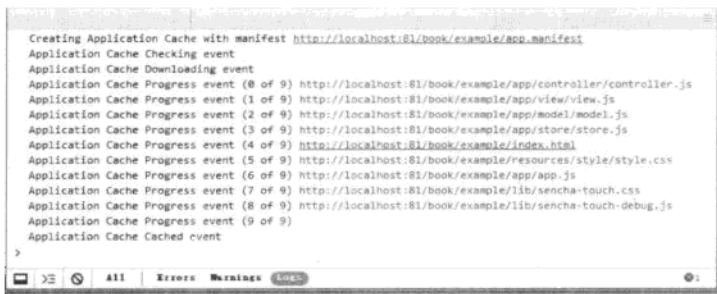 Creating Application Cache with manifest http://localhost:81/book/example/app.manifest
Application Cache Checking event
Application Cache Downloading event
Application Cache Progress event (0 of 9) http://localhost:81/book/example/app/controller/controller.js
Application Cache Progress event (1 of 9) http://localhost:81/book/example/app/view/view.js
Application Cache Progress event (2 of 9) http://localhost:81/book/example/app/model/model.js
Application Cache Progress event (3 of 9) http://localhost:81/book/example/app/store/store.js
Application Cache Progress event (4 of 9) http://localhost:81/book/example/index.html
Application Cache Progress event (5 of 9) http://localhost:81/book/example/resources/style/style.css
Application Cache Progress event (6 of 9) http://localhost:81/book/example/app/app.js
Application Cache Progress event (7 of 9) http://localhost:81/book/example/lib/sencha-touch.css
Application Cache Progress event (8 of 9) http://localhost:81/book/example/lib/sencha-touch-debug.js
Application Cache Progress event (9 of 9)
Application Cache Cached event
>
All | Errors Warnings Logs